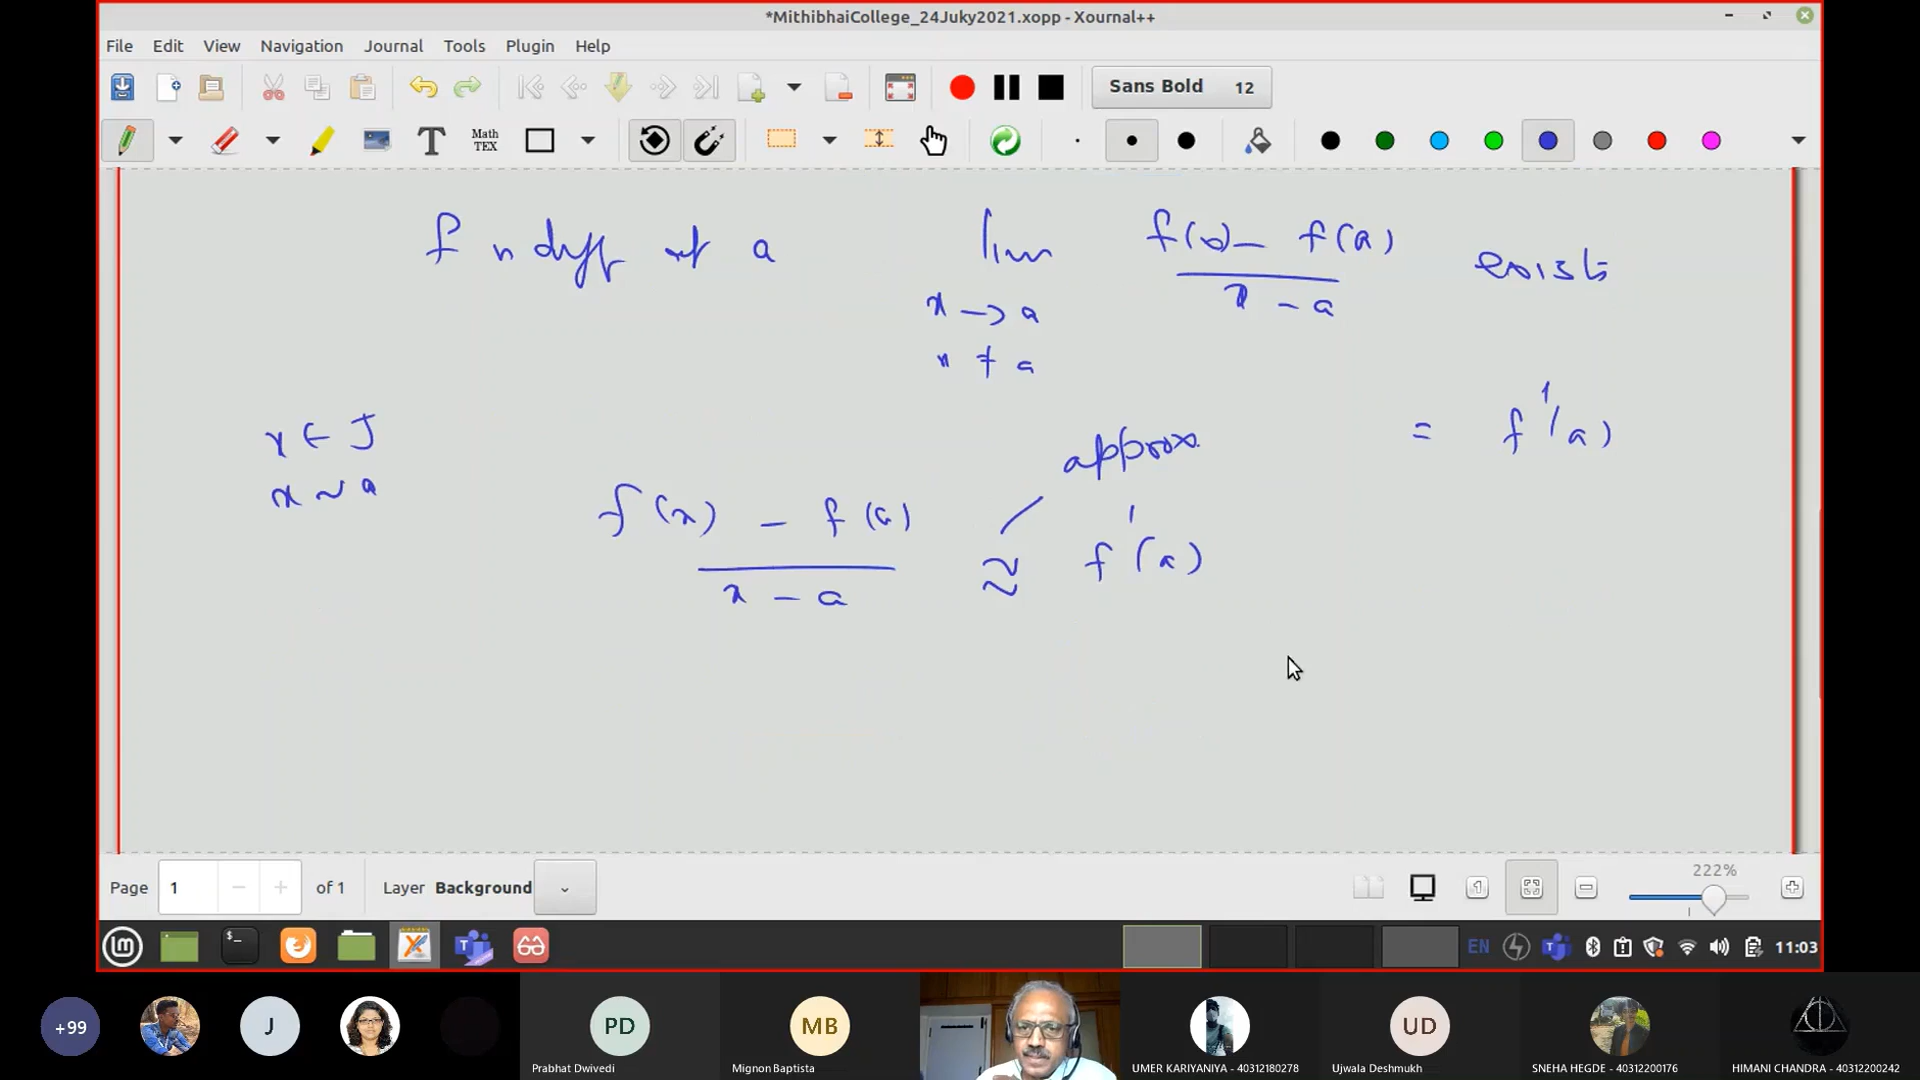 *MithibhaiCollege_24Juky2021.xopp - Xournal++
File Edit View Navigation Journal Tools Plugin Help
Sans Bold 12
T Math TEX
f is diff at a lim f(x) - f(a) exists
x - a
x → a
x ≠ a
= f'(a)
x ∈ J
x ~ a
approx
f(x) - f(a) ≈ f'(a)
x - a
222%
Page 1 of 1 Layer Background
EN 11:03
+99 J PD MB UD
Prabhat Dwivedi Mignon Baptista UMER KARIYANIYA - 40312180278 Ujwala Deshmukh SNEHA HEGDE - 40312200176 HIMANI CHANDRA - 40312200242